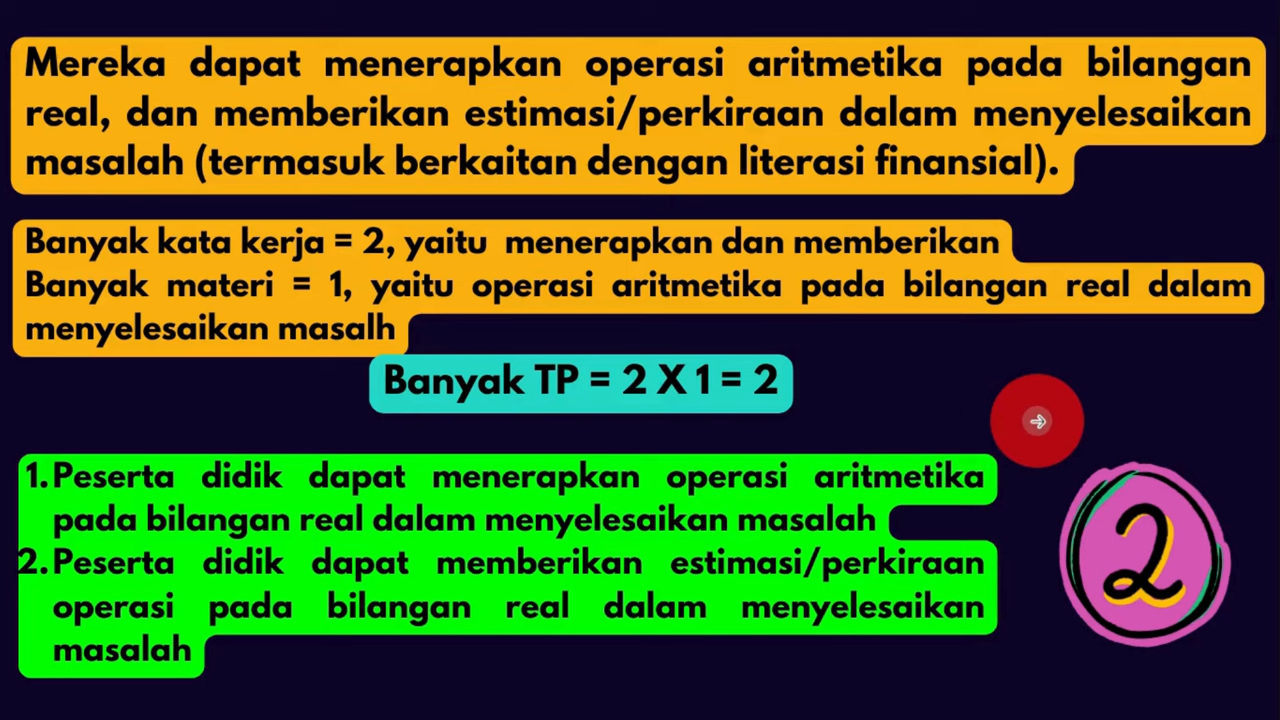 Mereka dapat menerapkan operasi aritmetika pada bilangan
real, dan memberikan estimasi/perkiraan dalam menyelesaikan
masalah (termasuk berkaitan dengan literasi finansial).
Banyak kata kerja = 2, yaitu menerapkan dan memberikan
Banyak materi = 1, yaitu operasi aritmetika pada bilangan real dalam
menyelesaikan masalh
Banyak TP = 2 X 1 = 2
1. Peserta didik dapat menerapkan operasi aritmetika
pada bilangan real dalam menyelesaikan masalah
2. Peserta didik dapat memberikan estimasi/perkiraan
operasi pada bilangan real dalam menyelesaikan
masalah
2